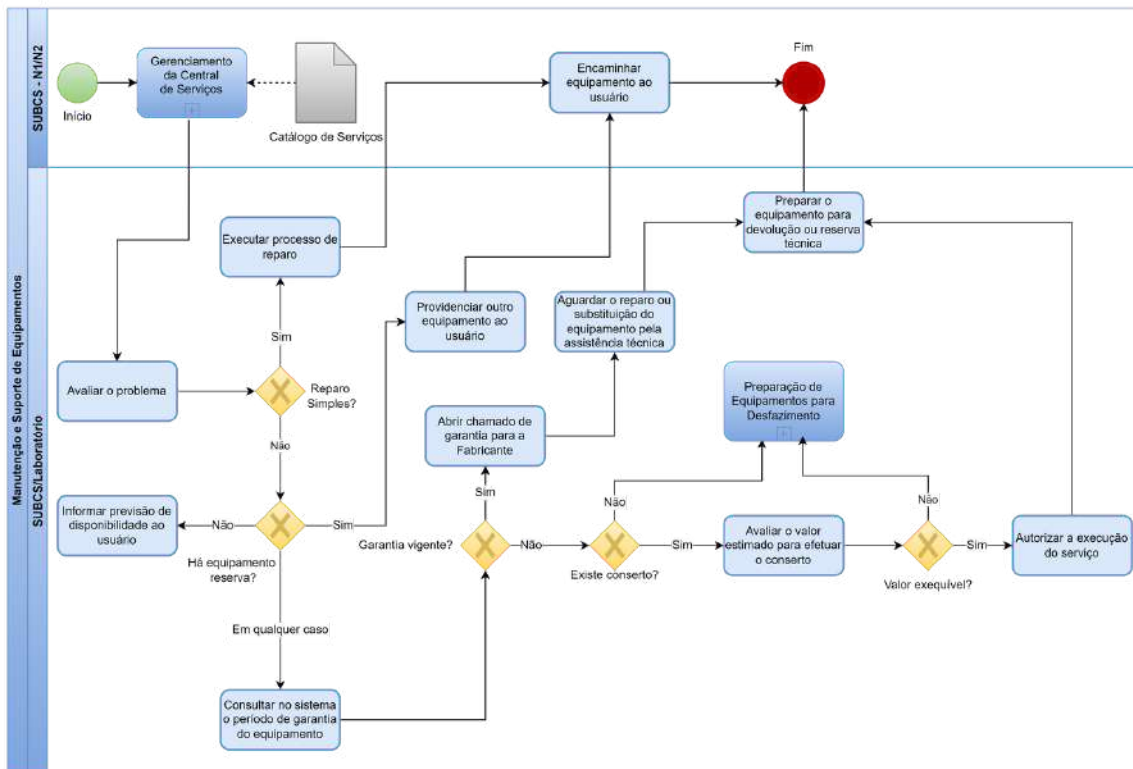 Manutenção e Suporte de Equipamentos
SUBCS - N1/N2
Início
Gerenciamento
da Central
de Serviços
Catálogo de Serviços
Encaminhar
equipamento ao
usuário
Fim
SUBCS/Laboratório
Preparar o
equipamento para
devolução ou reserva
técnica
Executar processo de
reparo
Providenciar outro
equipamento ao
usuário
Aguardar o reparo ou
substituição do
equipamento pela
assistência técnica
Sim
Avaliar o problema
Reparo
Simples?
Não
Preparação de
Equipamentos para
Desfazimento
Abrir chamado de
garantia para a
Fabricante
Sim
Não
Não
Informar previsão de
disponibilidade ao
usuário
Não
Sim
Há equipamento
reserva?
Garantia vigente?
Não
Existe conserto?
Sim
Avaliar o valor
estimado para efetuar
o conserto
Sim
Valor exequível?
Autorizar a execução
do serviço
Em qualquer caso
Consultar no sistema
o período de garantia
do equipamento